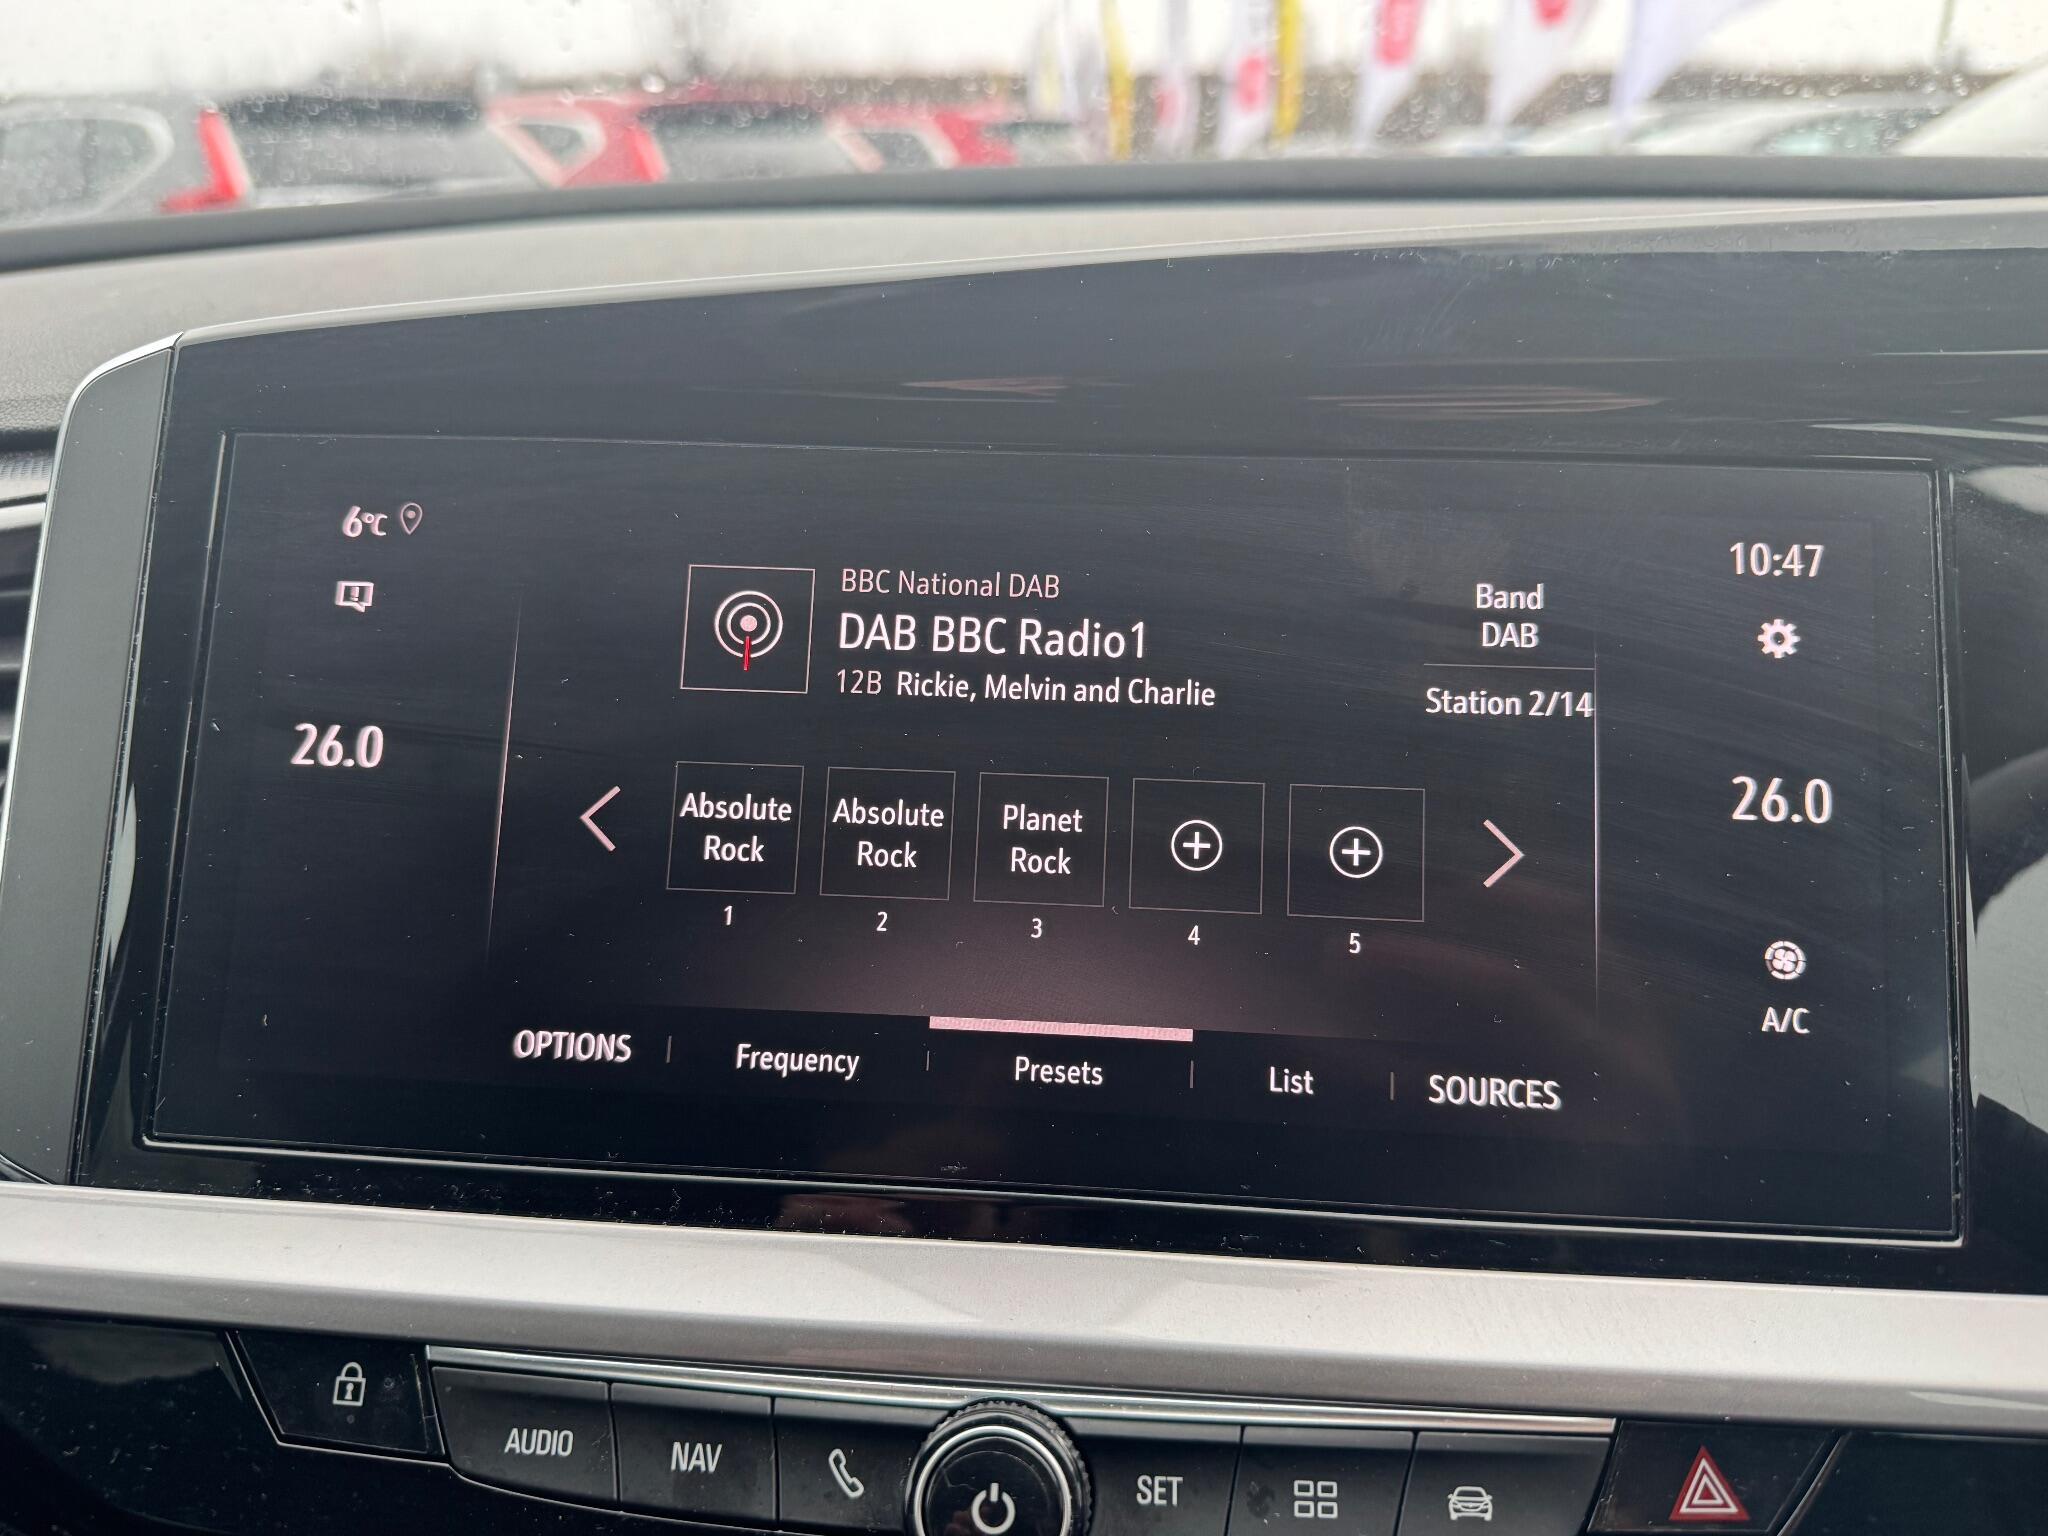 6°C
10:47
BBC National DAB
DAB BBC Radio1
12B Rickie, Melvin and Charlie
Band
DAB
Station 2/14
26.0
26.0
Absolute
Rock
Absolute
Rock
Planet
Rock
1
2
3
4
5
A/C
OPTIONS
Frequency
Presets
List
SOURCES
AUDIO
NAV
SET